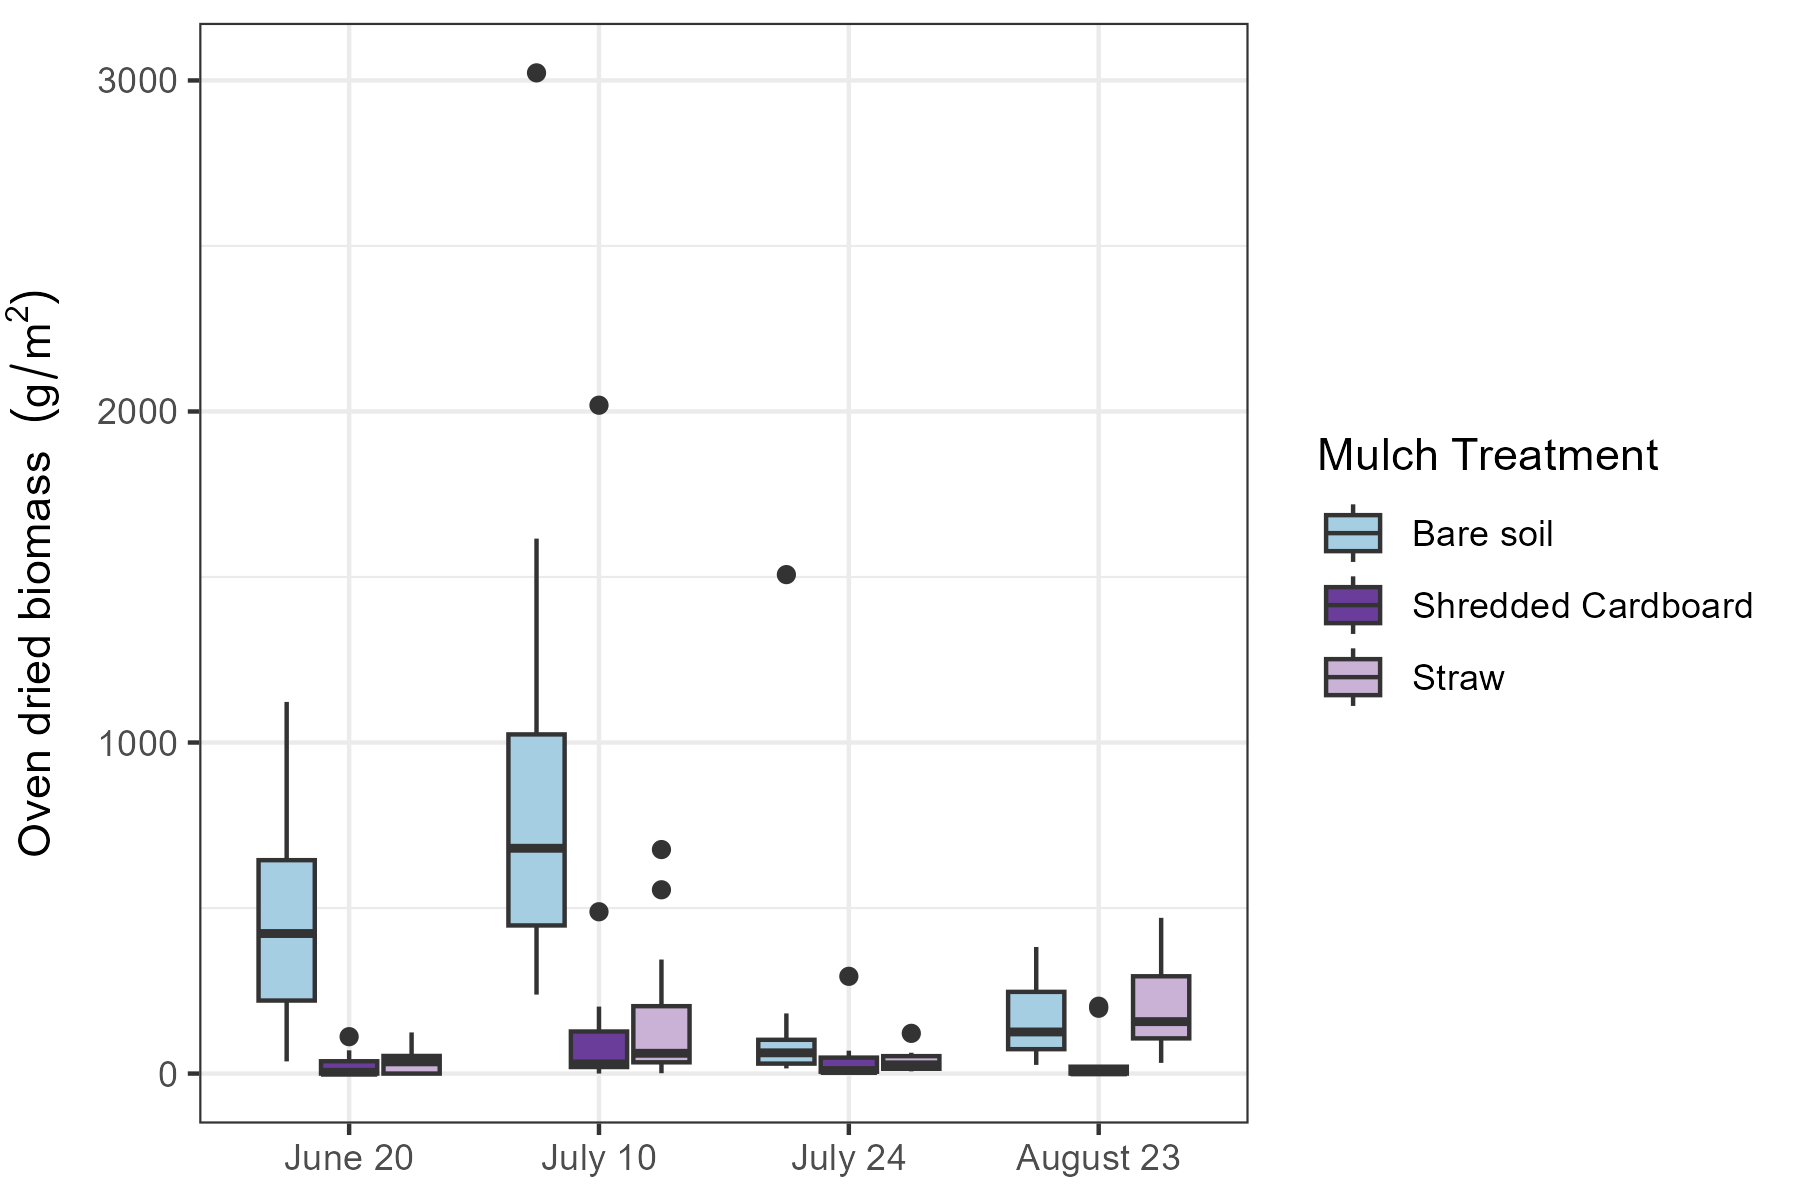 Oven dried biomass (g/m²)
3000
2000
1000
0
June 20
July 10
July 24
August 23
Mulch Treatment
Bare soil
Shredded Cardboard
Straw